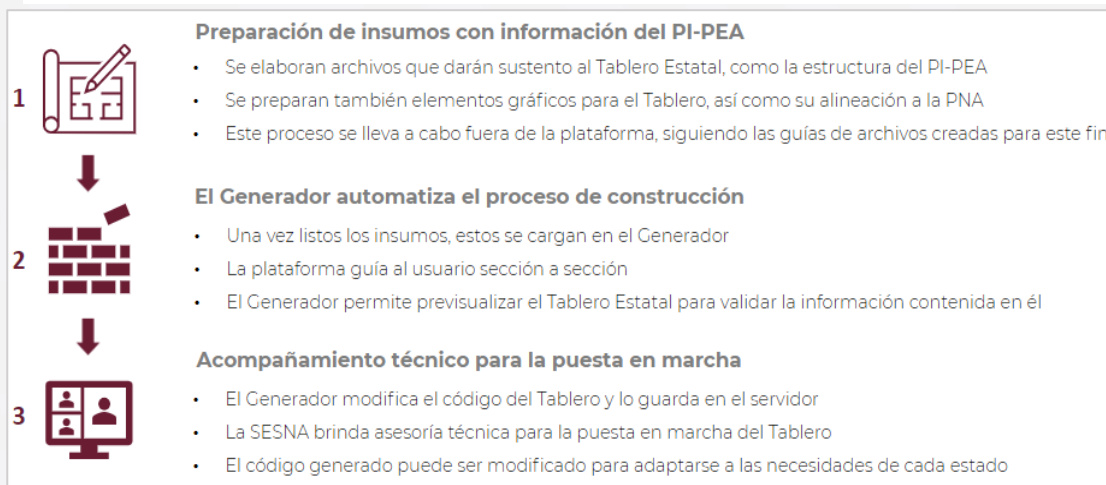 Preparación de insumos con información del PI-PEA
• Se elaboran archivos que darán sustento al Tablero Estatal, como la estructura del PI-PEA
1
• Se preparan también elementos gráficos para el Tablero, así como su alineación a la PNA
• Este proceso se lleva a cabo fuera de la plataforma, siguiendo las guías de archivos creadas para este fin
El Generador automatiza el proceso de construcción
• Una vez listos los insumos, estos se cargan en el Generador
2
• La plataforma guía al usuario sección a sección
• El Generador permite previsualizar el Tablero Estatal para validar la información contenida en él
Acompañamiento técnico para la puesta en marcha
• El Generador modifica el código del Tablero y lo guarda en el servidor
3
• La SESNA brinda asesoría técnica para la puesta en marcha del Tablero
• El código generado puede ser modificado para adaptarse a las necesidades de cada estado